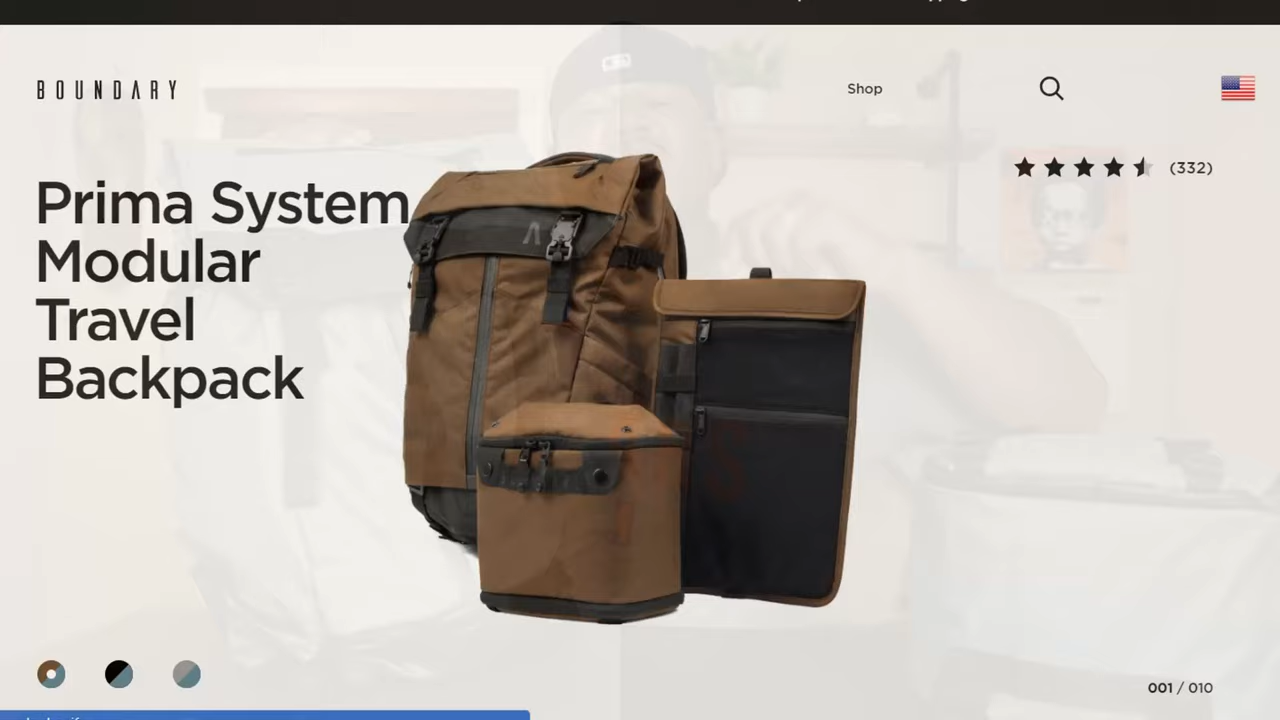 BOUNDARY
Shop
(332)
Prima System
Modular
Travel
Backpack
001 / 010